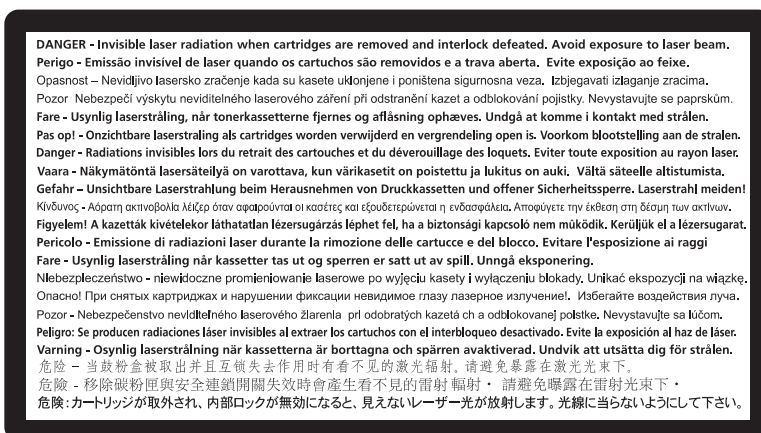 DANGER - Invisible laser radiation when cartridges are removed and interlock defeated. Avoid exposure to laser beam.
Perigo - Emissão invisível de laser quando os cartuchos são removidos e a trava aberta. Evite exposição ao feixe.
Opasnost – Nevidljivo lasersko zračenje kada su kasete uklonjene i poništena sigurnosna veza. Izbjegavati izlaganje zracima.
Pozor Nebezpečí výskytu neviditelného laserového záření při odstranění kazet a odblokování pojistky. Nevystavujte se paprskům.
Fare - Usynlig laserstråling, når tonerkassetterne fjernes og aflåsning ophæves. Undgå at komme i kontakt med strålen.
Pas op! - Onzichtbare laserstraling als cartridges worden verwijderd en vergrendeling open is. Voorkom blootstelling aan de stralen.
Danger - Radiations invisibles lors du retrait des cartouches et du déverouillage des loquets. Eviter toute exposition au rayon laser.
Vaara - Näkymätöntä lasersäteilyä on varottava, kun värikasetit on poistettu ja lukitus on auki. Vältä säteelle altistumista.
Gefahr - Unsichtbare Laserstrahlung beim Herausnehmen von Druckkassetten und offener Sicherheitssperre. Laserstrahl meiden!
Κίνδυνος - Αόρατη ακτινοβολία λέιζερ όταν αφαιρούνται οι κασέτες και εξουδετερώνεται η ενδασφάλεια. Αποφύγετε την έκθεση στη δέσμη των ακτίνων.
Figyelem! A kazetták kivételekor láthatatlan lézersugárzás léphet fel, ha a biztonsági kapcsoló nem mûködik. Kerüljük el a lézersugarat.
Pericolo - Emissione di radiazioni laser durante la rimozione delle cartucce e del blocco. Evitare l'esposizione ai raggi
Fare - Usynlig laserstråling når kassetter tas ut og sperren er satt ut av spill. Unngå eksponering.
NIebezpIeczeństwo - niewidoczne promieniowanie laserowe po wyjęciu kasety i wyłączeniu blokady. Unikać ekspozycji na wiązkę.
Опасно! При снятых картриджах и нарушении фиксации невидимое глазу лазерное излучение!. Избегайте воздействия луча.
Pozor - Nebezpečenstvo neviditeľného laserového žiarenia pri odobratých kazetá ch a odblokovanej poistke. Nevystavujte sa lúčom.
Peligro: Se producen radiaciones láser invisibles al extraer los cartuchos con el interbloqueo desactivado. Evite la exposición al haz de láser.
Varning - Osynlig laserstrålning när kassetterna är borttagna och spärren avaktiverad. Undvik att utsätta dig för strålen.
危险 – 当鼓粉盒被取出并且互锁失去作用时有看不见的激光辐射. 请避免暴露在激光光束下。
危險 - 移除碳粉匣與安全連鎖開關失效時會產生看不見的雷射 輻射・ 請避免曝露在雷射光束下・
危険:カートリッジが取外され、内部ロックが無効になると、見えないレーザー光が放射します。光線に当らないようにして下さい。